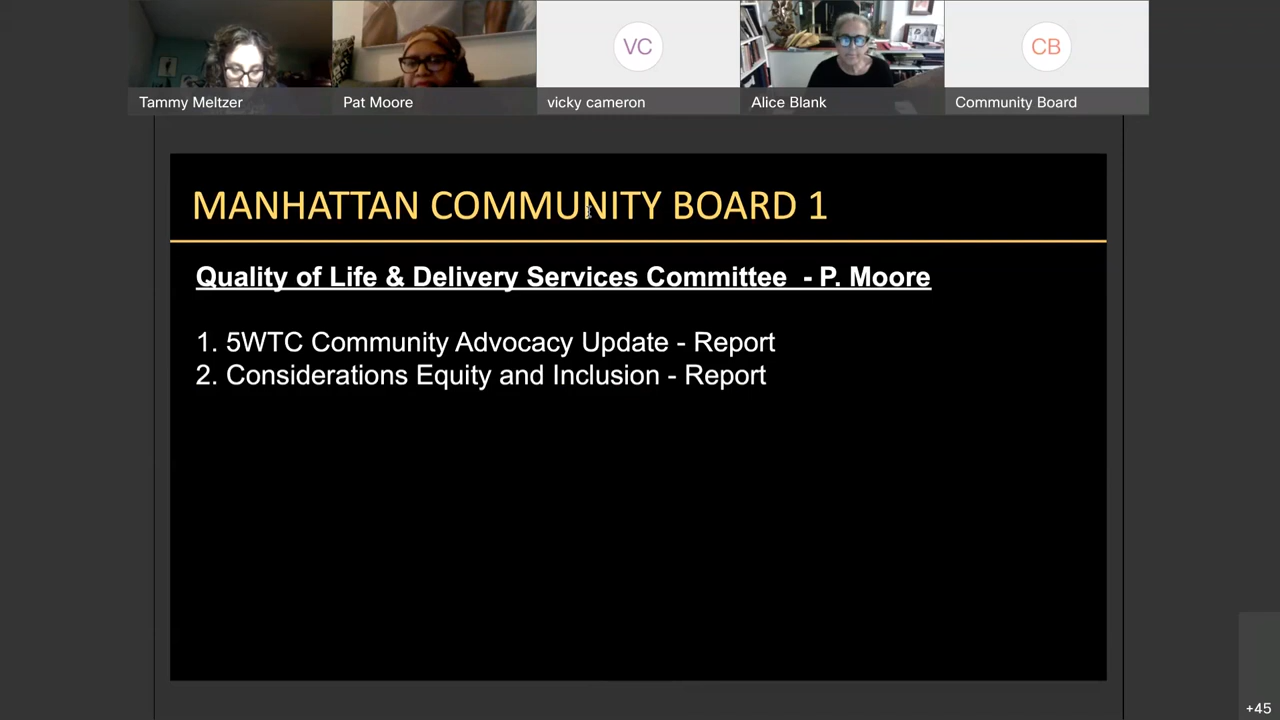 VC
CB
Tammy Meltzer
Pat Moore
vicky cameron
Alice Blank
Community Board
MANHATTAN COMMUNITY BOARD 1
Quality of Life & Delivery Services Committee - P. Moore
1. 5WTC Community Advocacy Update - Report
2. Considerations Equity and Inclusion - Report
+45